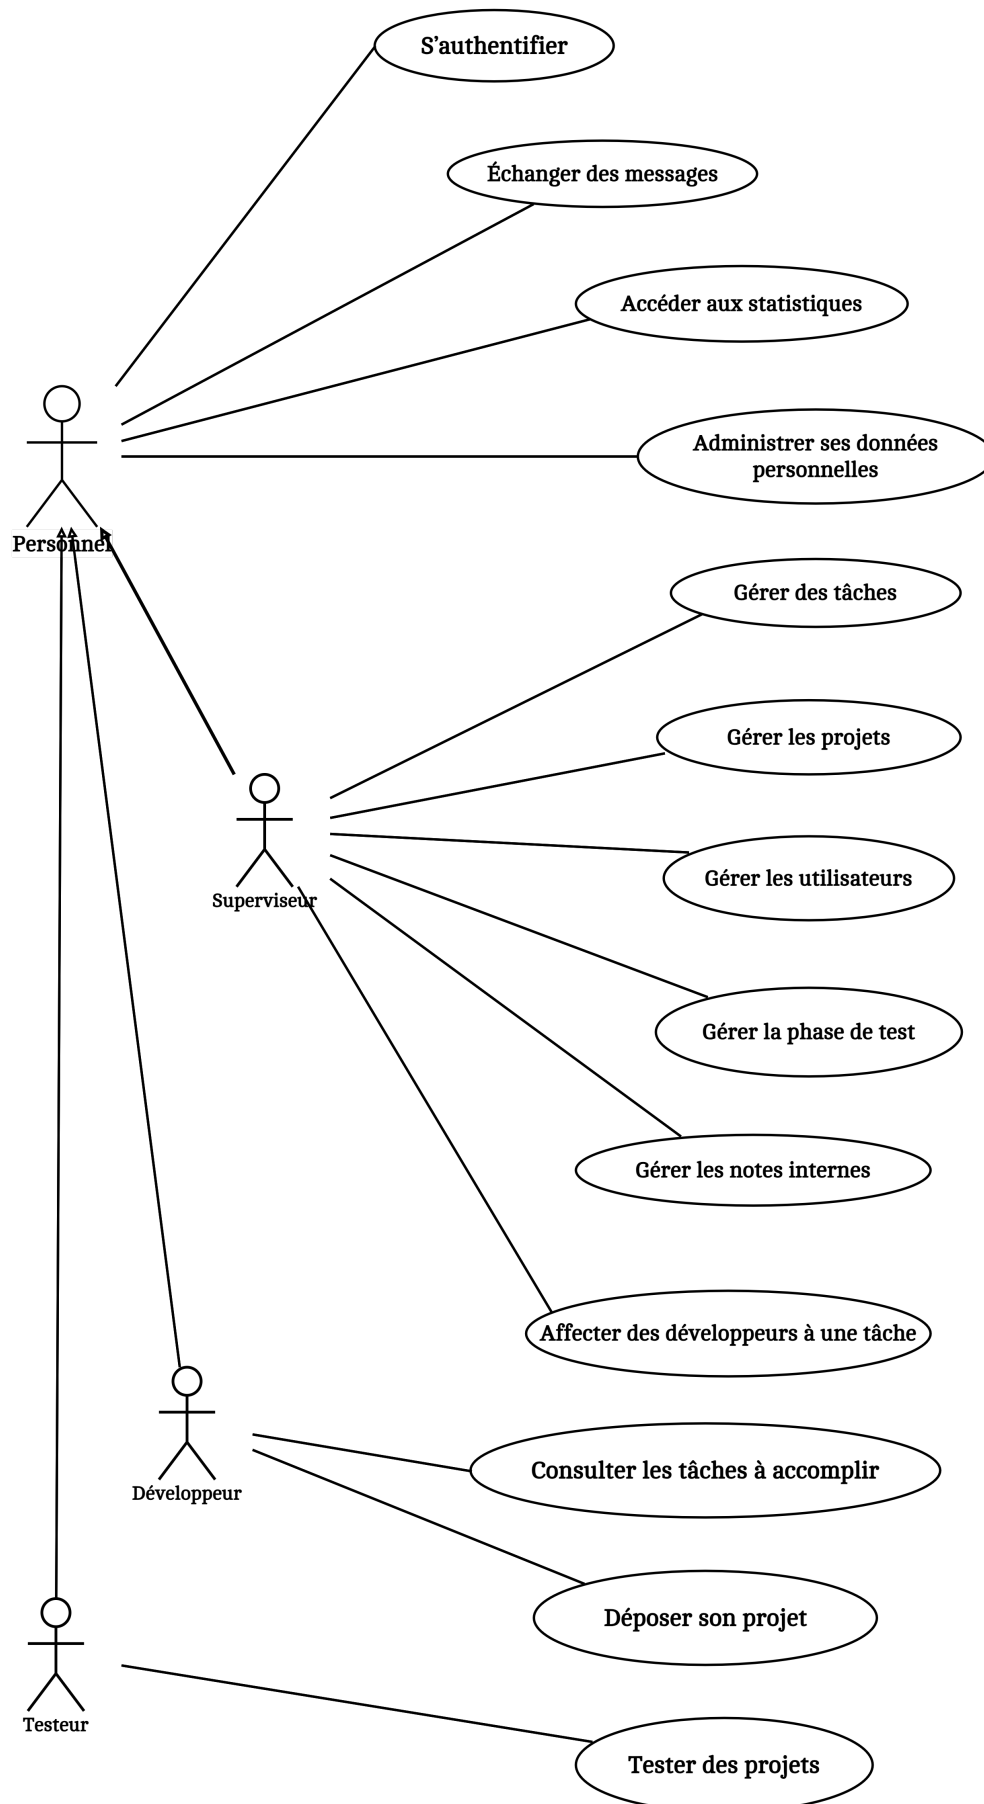 S’authentifier
Échanger des messages
Accéder aux statistiques
Administrer ses données
personnelles
Personnel
Gérer des tâches
Gérer les projets
Gérer les utilisateurs
Superviseur
Gérer la phase de test
Gérer les notes internes
Affecter des développeurs à une tâche
Consulter les tâches à accomplir
Développeur
Déposer son projet
Testeur
Tester des projets